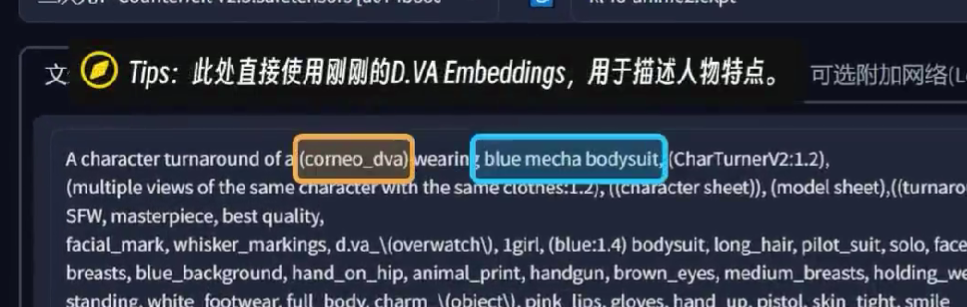 Tips: 此处直接使用刚刚的D.VA Embeddings，用于描述人物特点。
文
可选附加网络(L
A character turnaround of a (corneo_dva) wearing blue mecha bodysuit, (CharTurnerV2:1.2),
(multiple views of the same character with the same clothes:1.2), ((character sheet)), (model sheet),((turnaro
SFW, masterpiece, best quality,
facial_mark, whisker_markings, d.va_\(overwatch\), 1girl, (blue:1.4) bodysuit, long_hair, pilot_suit, solo, face
breasts, blue_background, hand_on_hip, animal_print, handgun, brown_eyes, medium_breasts, holding_we
standing, white_footwear, full_body, charm_\(object\), pink_lips, gloves, hand_up, pistol, skin_tight, smile